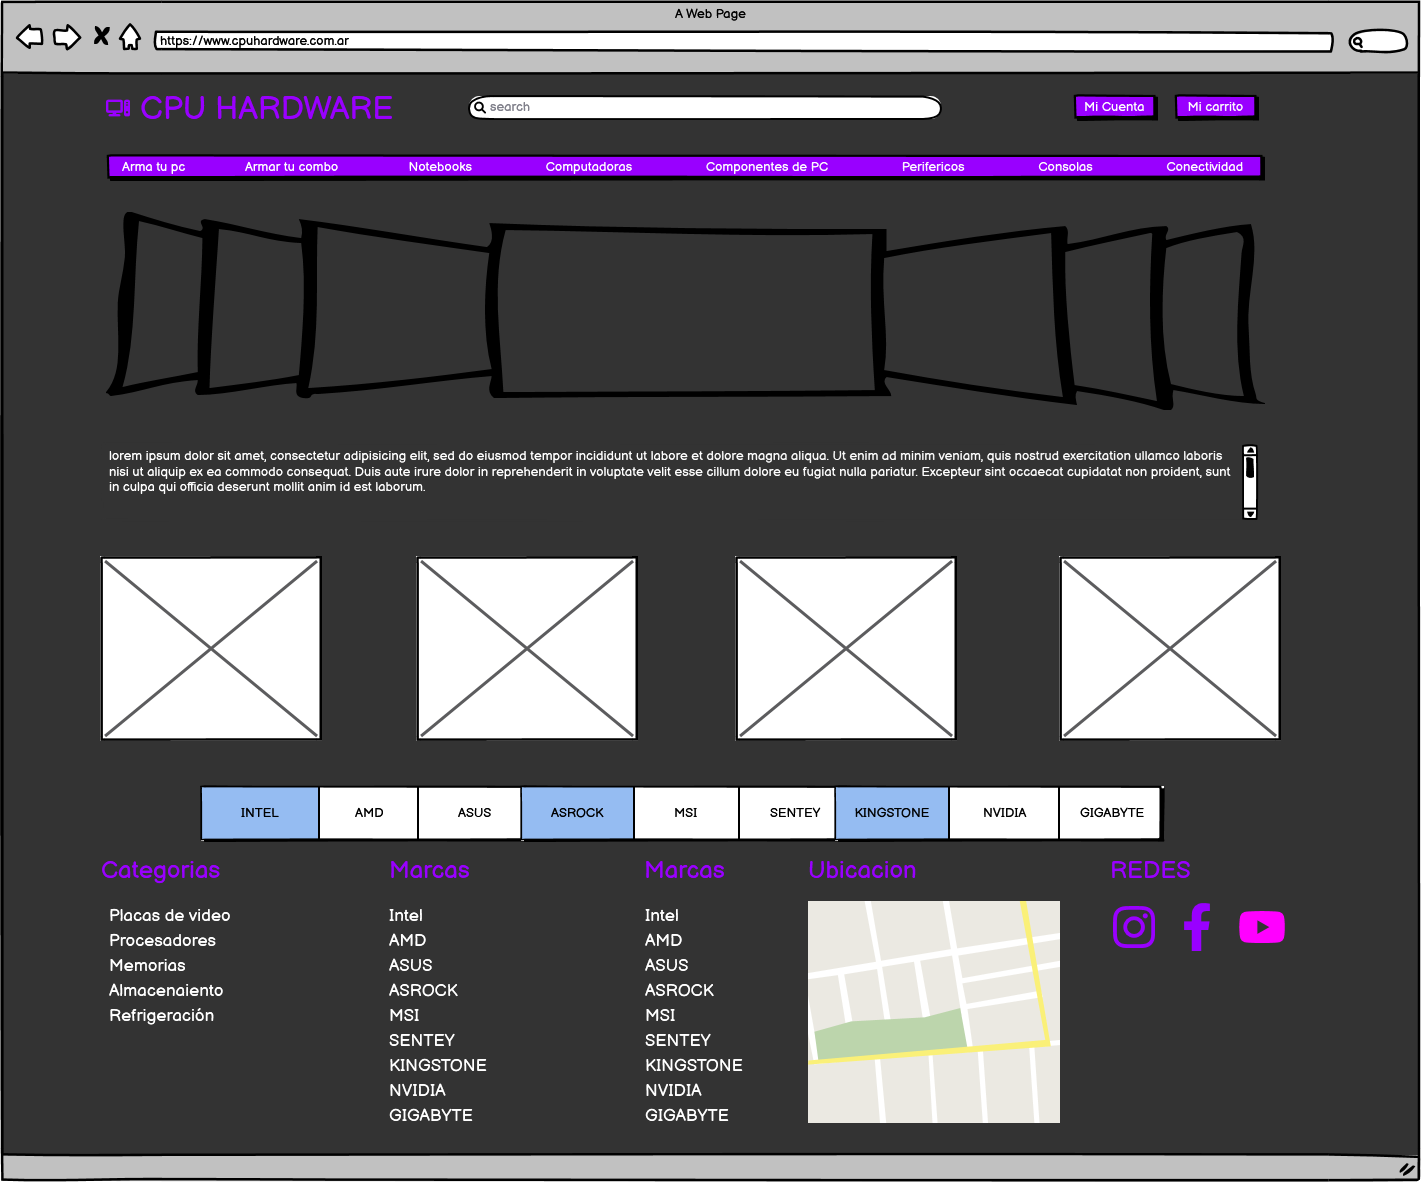 A Web Page
https://www.cpuhardware.com.ar
CPU HARDWARE
search
Mi Cuenta
Mi carrito
Arma tu pc
Armar tu combo
Notebooks
Computadoras
Componentes de PC
Perifericos
Consolas
Conectividad
lorem ipsum dolor sit amet, consectetur adipisicing elit, sed do eiusmod tempor incididunt ut labore et dolore magna aliqua. Ut enim ad minim veniam, quis nostrud exercitation ullamco laboris
nisi ut aliquip ex ea commodo consequat. Duis aute irure dolor in reprehenderit in voluptate velit esse cillum dolore eu fugiat nulla pariatur. Excepteur sint occaecat cupidatat non proident, sunt
in culpa qui officia deserunt mollit anim id est laborum.
INTEL
AMD
ASUS
ASROCK
MSI
SENTEY
KINGSTONE
NVIDIA
GIGABYTE
Categorias
Placas de video
Procesadores
Memorias
Almacenaiento
Refrigeración
Marcas
Intel
AMD
ASUS
ASROCK
MSI
SENTEY
KINGSTONE
NVIDIA
GIGABYTE
Marcas
Intel
AMD
ASUS
ASROCK
MSI
SENTEY
KINGSTONE
NVIDIA
GIGABYTE
Ubicacion
REDES